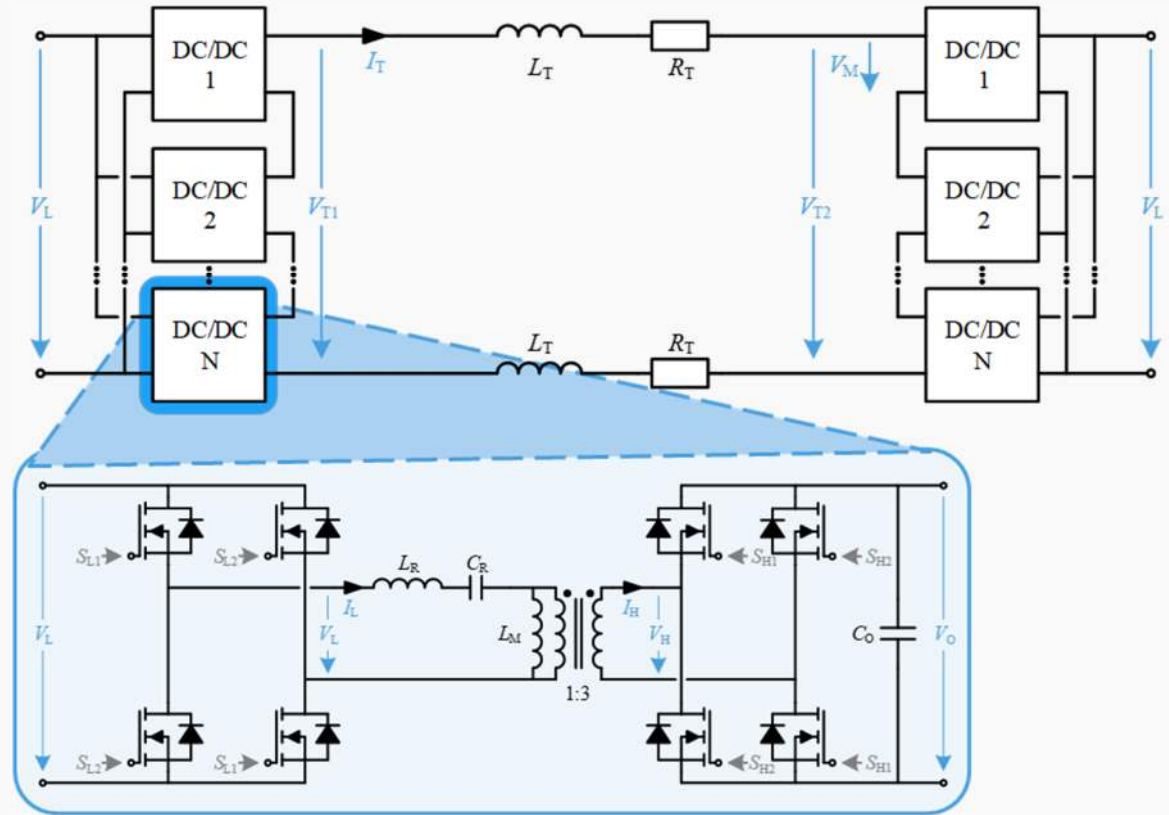 DC/DC
1
I_T
L_T
R_T
V_M
DC/DC
1
V_L
DC/DC
2
V_T1
V_T2
DC/DC
2
V_L
DC/DC
N
L_T
R_T
DC/DC
N
S_L1
S_L2
L_R
C_R
S_H1
S_H2
V_L
I_L
V_L
L_M
I_H
V_H
C_O
V_O
1:3
S_L2
S_L1
S_H2
S_H1